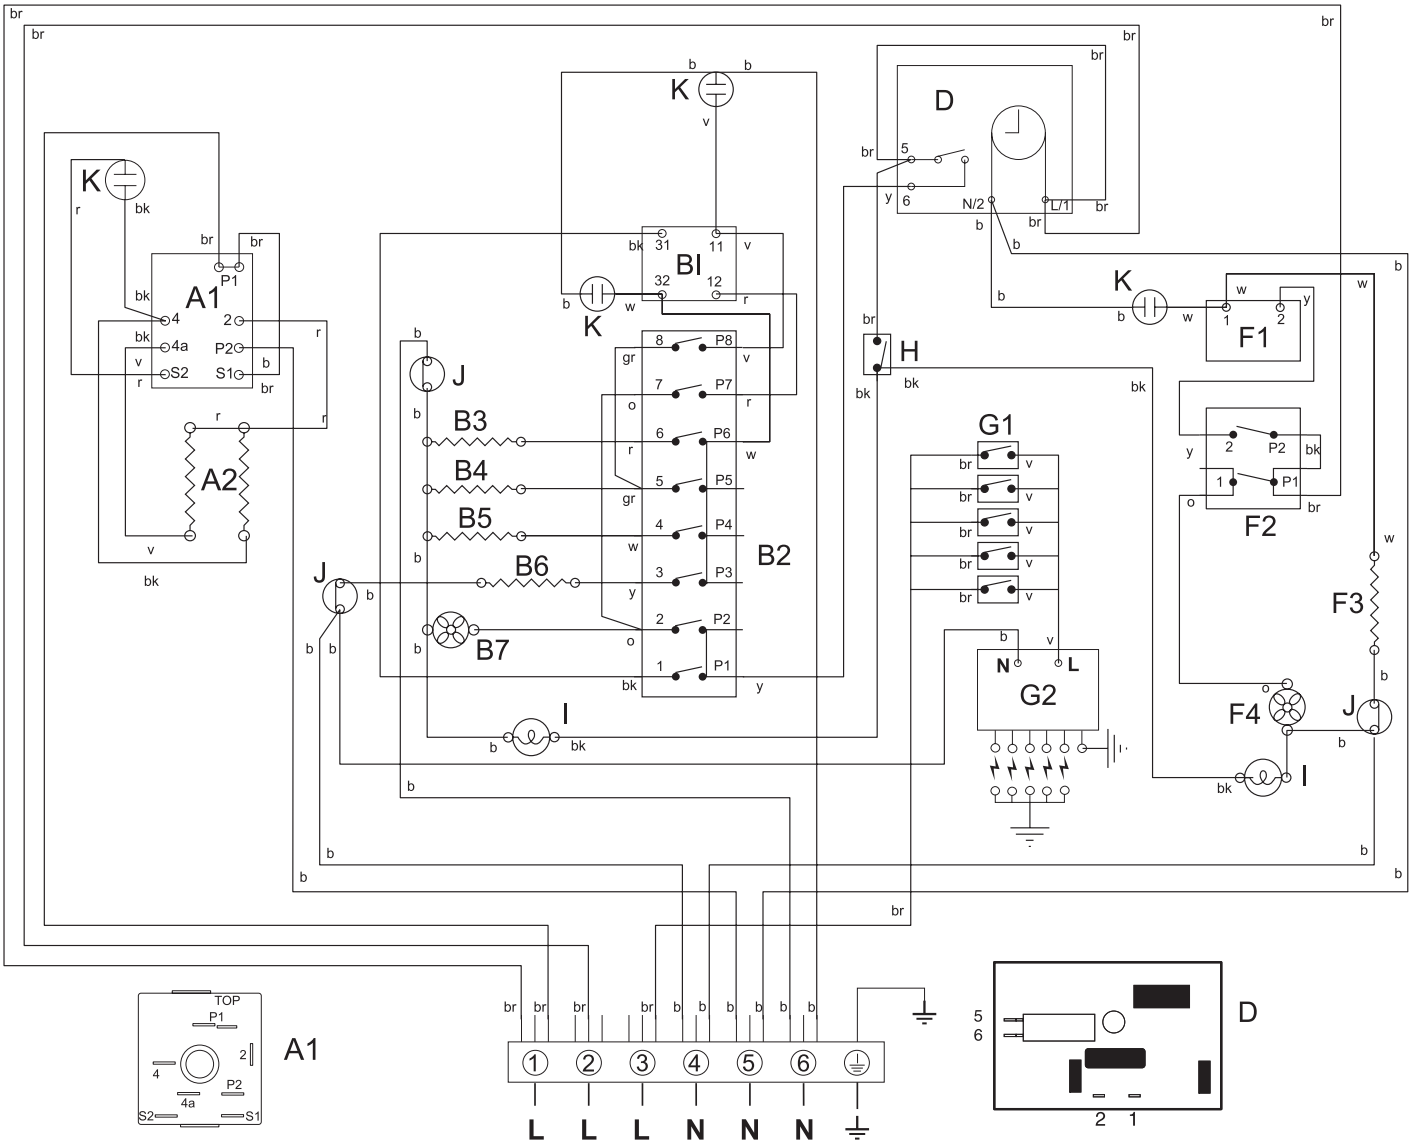 br br
br br
b b br
K D
v
K 5 br
br
r bk y 6 N/2 L/1 br
br br b br b
P1 bk 31 11 v b
A1 BI K w w
bk 32 12 b y
4 2 b w r b w 1 2
bk r K F1
4a P2 b br H
v b 8 P8
S2 S1 gr v bk
r br J bk bk
7 P7
r r b B3 o r G1
6 P6 2 P2
A2 B4 r w br v y bk
5 P5 1 P1
B5 gr br v o br
4 P4 F2
b w B2 br v w
v B6 3 P3
bk J b y br v F3
B7 2 P2 br v
b b b o b v
1 P1 N L b
bk y G2 o
I F4 J
b bk b
b bk I
b b
b b
br
br br br br b b b b b b
TOP
P1 5
A1 2 6 D
4 1 2 3 4 5 6
P2
4a
S2 S1 2 1
L L L N N N